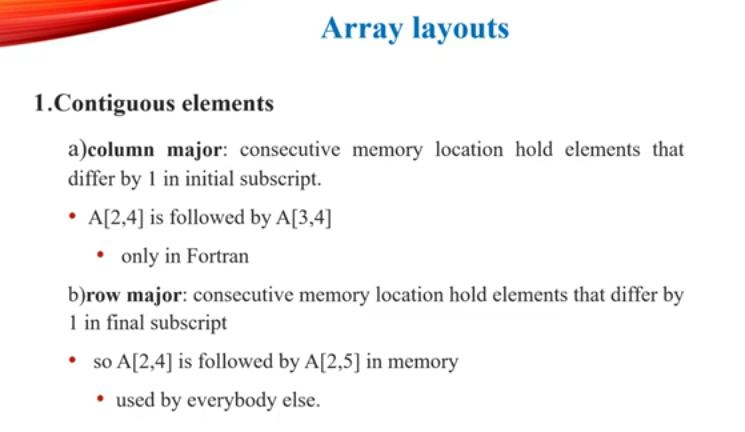 Array layouts
1.Contiguous elements
a)column major: consecutive memory location hold elements that
differ by 1 in initial subscript.
• A[2,4] is followed by A[3,4]
• only in Fortran
b)row major: consecutive memory location hold elements that differ by
1 in final subscript
• so A[2,4] is followed by A[2,5] in memory
• used by everybody else.